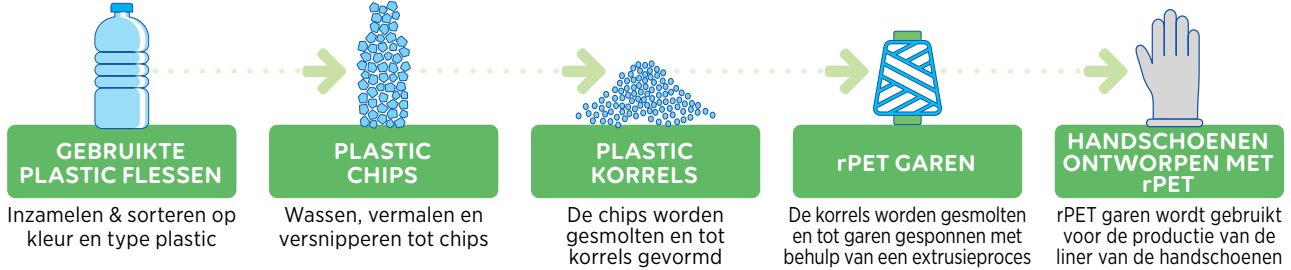 GEBRUIKTE
PLASTIC FLESSEN
Inzamelen & sorteren op
kleur en type plastic
PLASTIC
CHIPS
Wassen, vermalen en
versnipperen tot chips
PLASTIC
KORRELS
De chips worden
gesmolten en tot
korrels gevormd
rPET GAREN
De korrels worden gesmolten
en tot garen gesponnen met
behulp van een extrusieproces
HANDSCHOENEN
ONTWORPEN MET
rPET
rPET garen wordt gebruikt
voor de productie van de
liner van de handschoenen